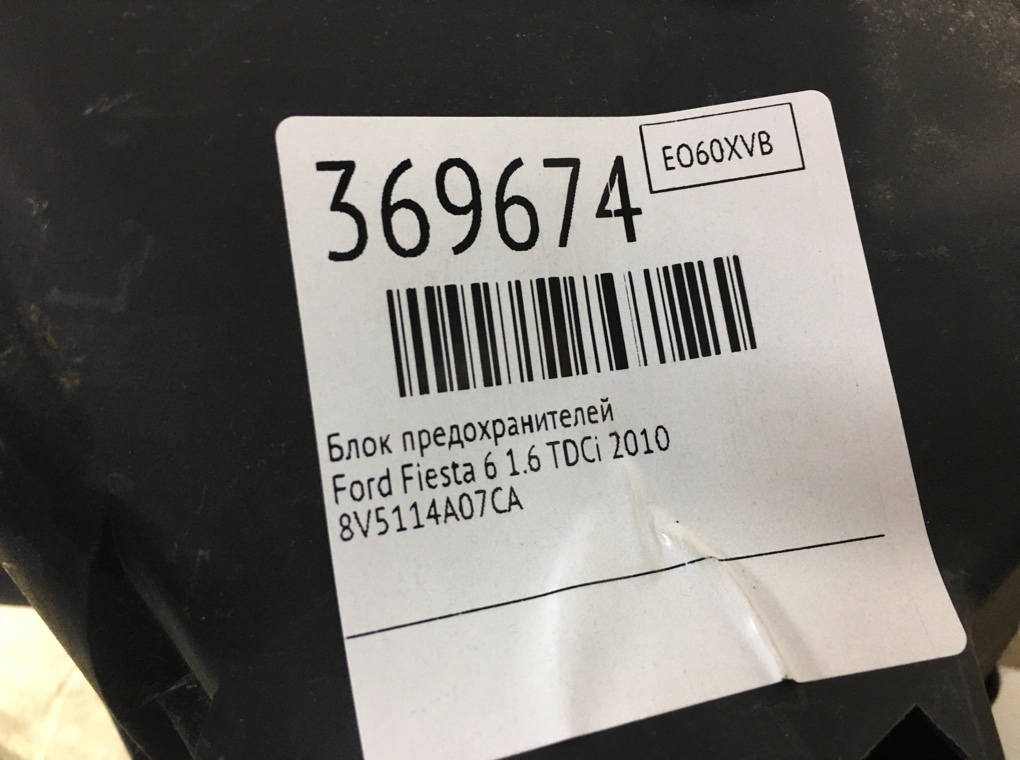 369674
EO60XVB
Блок предохранителей
Ford Fiesta 6 1.6 TDCi 2010
8V5114A07CA